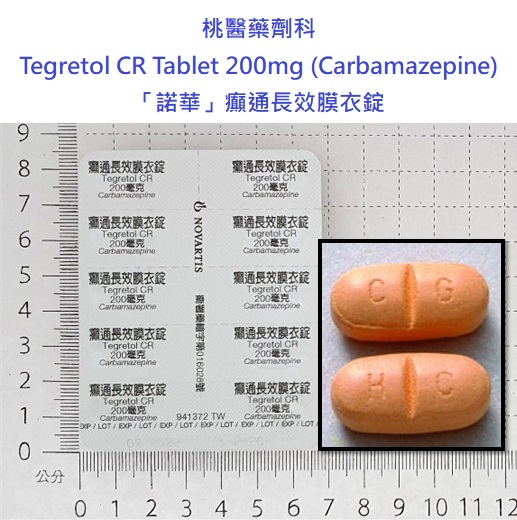 桃醫藥劑科
Tegretol CR Tablet 200mg (Carbamazepine)
「諾華」癲通長效膜衣錠
9
8
7
6
5
4
3
2
1
0
公分
癲通長效膜衣錠
Tegretol CR
200毫克
Carbamazepine
癲通長效膜衣錠
Tegretol CR
200毫克
Carbamazepine
癲通長效膜衣錠
Tegretol CR
200毫克
Carbamazepine
癲通長效膜衣錠
Tegretol CR
200毫克
Carbamazepine
癲通長效膜衣錠
Tegretol CR
200毫克
Carbamazepine
NOVARTIS
衛署藥輸字第016028號
癲通長效膜衣錠
Tegretol CR
200毫克
Carbamazepine
癲通長效膜衣錠
Tegretol CR
200毫克
Carbamazepine
癲通長效膜衣錠
Tegretol CR
200毫克
Carbamazepine
癲通長效膜衣錠
Tegretol CR
200毫克
Carbamazepine
癲通長效膜衣錠
Tegretol CR
200毫克
Carbamazepine
941372 TW
EXP / LOT / EXP / LOT / EXP / LOT / EXP / LOT / EXP / LOT
C G
H C
0 1 2 3 4 5 6 7 8 9 10 11 12